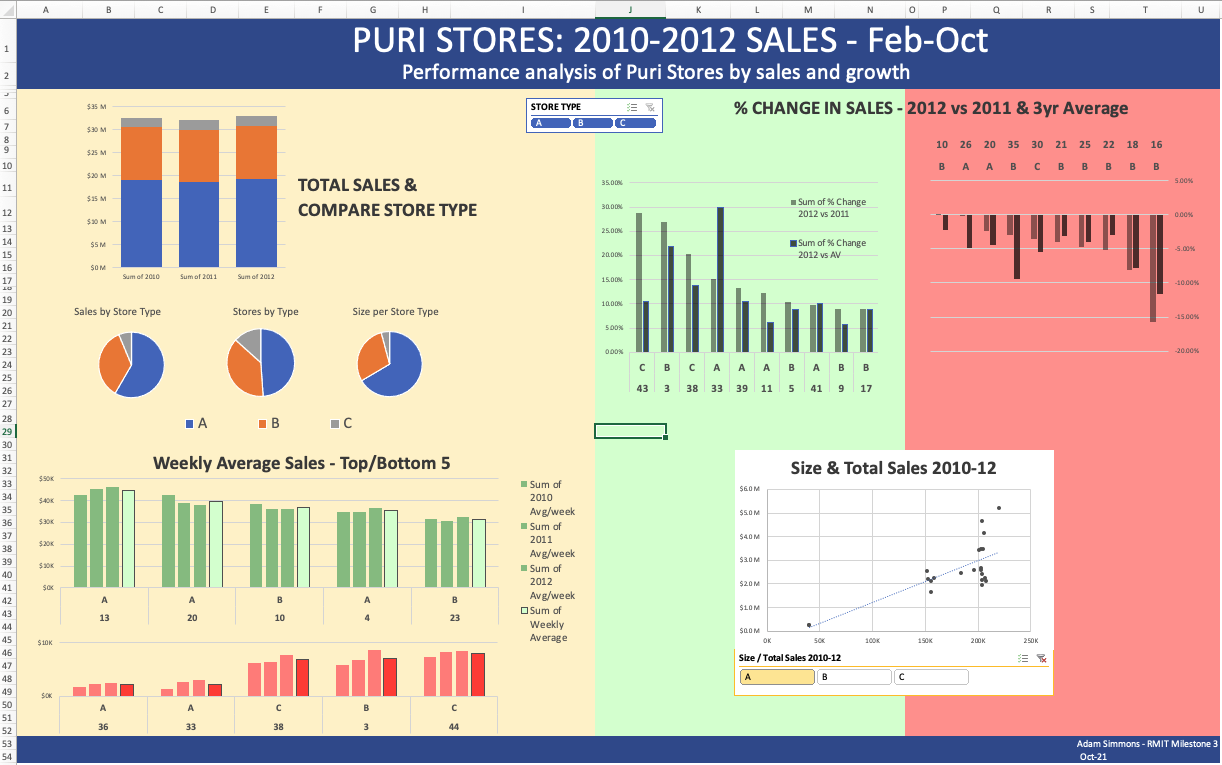 A B C D E F G H I J K L M N O P Q R S T U
PURI STORES: 2010-2012 SALES - Feb-Oct
Performance analysis of Puri Stores by sales and growth
STORE TYPE
A B C
% CHANGE IN SALES - 2012 vs 2011 & 3yr Average
$35 M
$30 M
$25 M
$20 M
$15 M
$10 M
$5 M
$0 M
Sum of 2010 Sum of 2011 Sum of 2012
TOTAL SALES &
COMPARE STORE TYPE
Sales by Store Type Stores by Type Size per Store Type
A B C
35.00%
30.00%
25.00%
20.00%
15.00%
10.00%
5.00%
0.00%
Sum of % Change
2012 vs 2011
Sum of % Change
2012 vs AV
C B C A A A B A B B
43 3 38 33 39 11 5 41 9 17
10 26 20 35 30 21 25 22 18 16
B A A B C B B B B B
5.00%
0.00%
-5.00%
-10.00%
-15.00%
-20.00%
Weekly Average Sales - Top/Bottom 5
$50K
$40K
$30K
$20K
$10K
$0K
A A B A B
13 20 10 4 23
Sum of
2010
Avg/week
Sum of
2011
Avg/week
Sum of
2012
Avg/week
Sum of
Weekly
Average
$10K
$0K
A A C B C
36 33 38 3 44
Size & Total Sales 2010-12
$6.0 M
$5.0 M
$4.0 M
$3.0 M
$2.0 M
$1.0 M
$0.0 M
0K 50K 100K 150K 200K 250K
Size / Total Sales 2010-12
A B C
Adam Simmons - RMIT Milestone 3
Oct-21